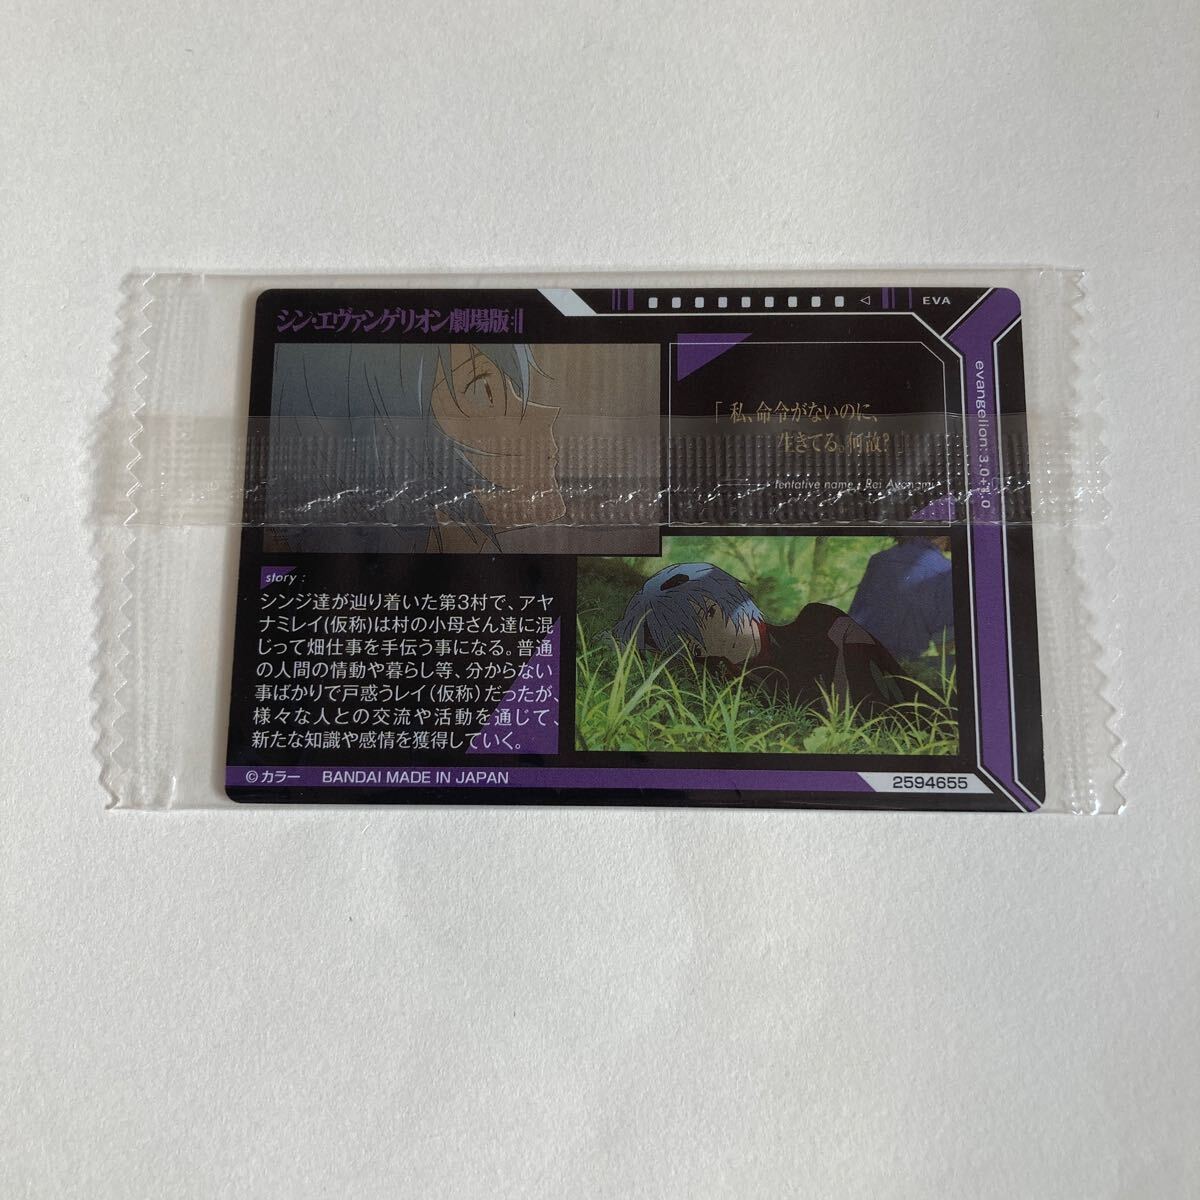 シン・エヴァンゲリオン劇場版:||
EVA
evangelion: 3.0+1.0
「私、命令がないのに、
生きてる。何故?」
tentative name : Rei Ayanami
story :
シンジ達が辿り着いた第3村で、アヤ
ナミレイ(仮称)は村の小母さん達に混
じって畑仕事を手伝う事になる。普通
の人間の情動や暮らし等、分からない
事ばかりで戸惑うレイ(仮称)だったが、
様々な人との交流や活動を通じて、
新たな知識や感情を獲得していく。
©カラー BANDAI MADE IN JAPAN
2594655